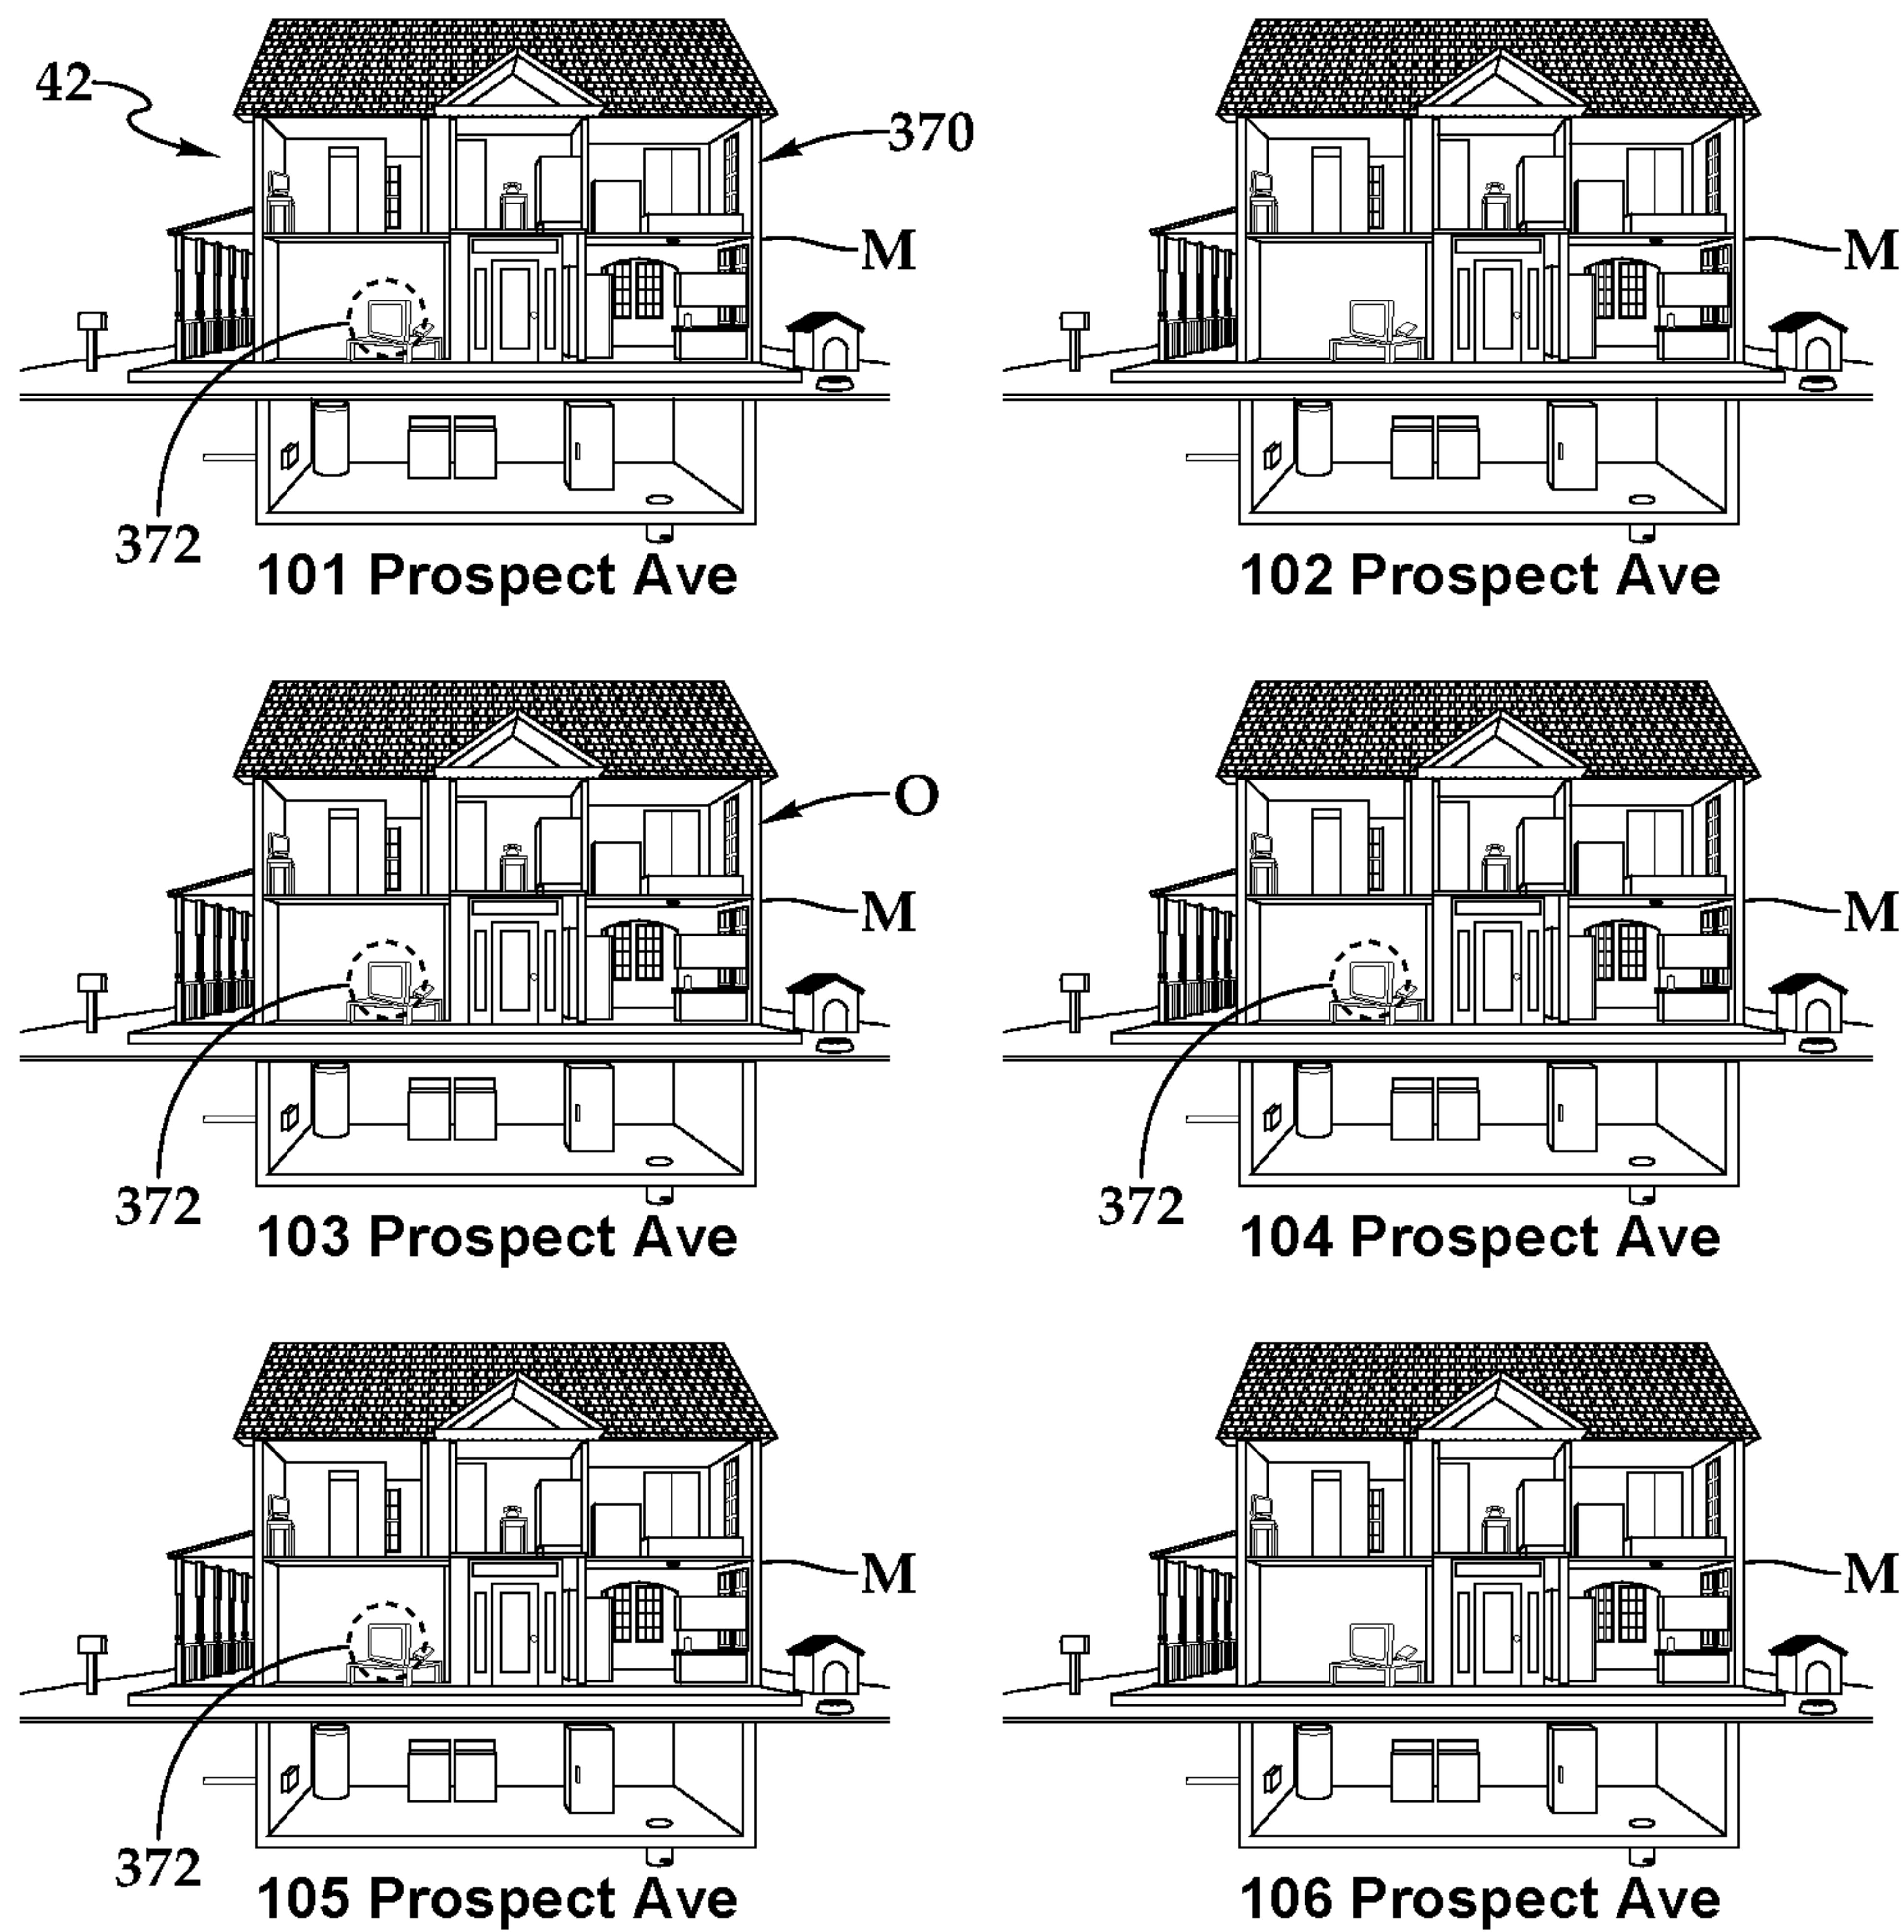 42
370
M
M
372
101 Prospect Ave
102 Prospect Ave
O
M
M
372
372
103 Prospect Ave
104 Prospect Ave
M
M
372
105 Prospect Ave
106 Prospect Ave